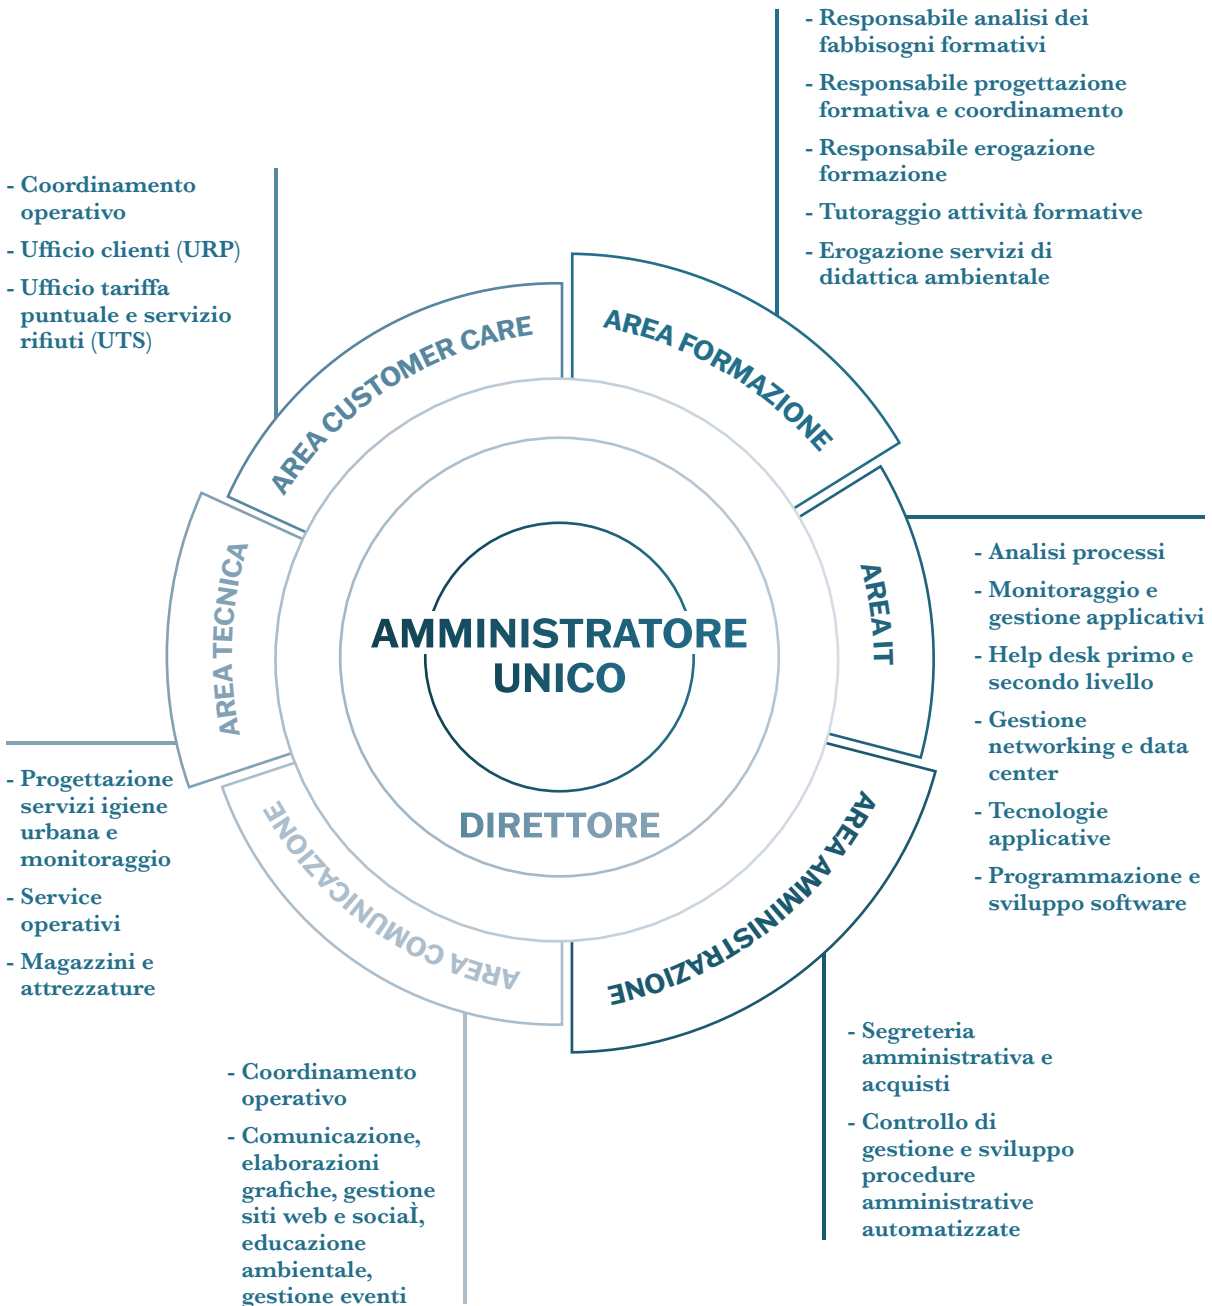 - Responsabile analisi dei
fabbisogni formativi
- Responsabile progettazione
formativa e coordinamento
- Responsabile erogazione
formazione
- Tutoraggio attività formative
- Erogazione servizi di
didattica ambientale
- Coordinamento
operativo
- Ufficio clienti (URP)
- Ufficio tariffa
puntuale e servizio
rifiuti (UTS)
AREA CUSTOMER CARE
AREA FORMAZIONE
AREA TECNICA
AREA IT
AMMINISTRATORE
UNICO
DIRETTORE
AREA COMUNICAZIONE
AREA AMMINISTRAZIONE
- Analisi processi
- Monitoraggio e
gestione applicativi
- Help desk primo e
secondo livello
- Gestione
networking e data
center
- Tecnologie
applicative
- Programmazione e
sviluppo software
- Progettazione
servizi igiene
urbana e
monitoraggio
- Service
operativi
- Magazzini e
attrezzature
- Coordinamento
operativo
- Comunicazione,
elaborazioni
grafiche, gestione
siti web e sociaÌ,
educazione
ambientale,
gestione eventi
- Segreteria
amministrativa e
acquisti
- Controllo di
gestione e sviluppo
procedure
amministrative
automatizzate